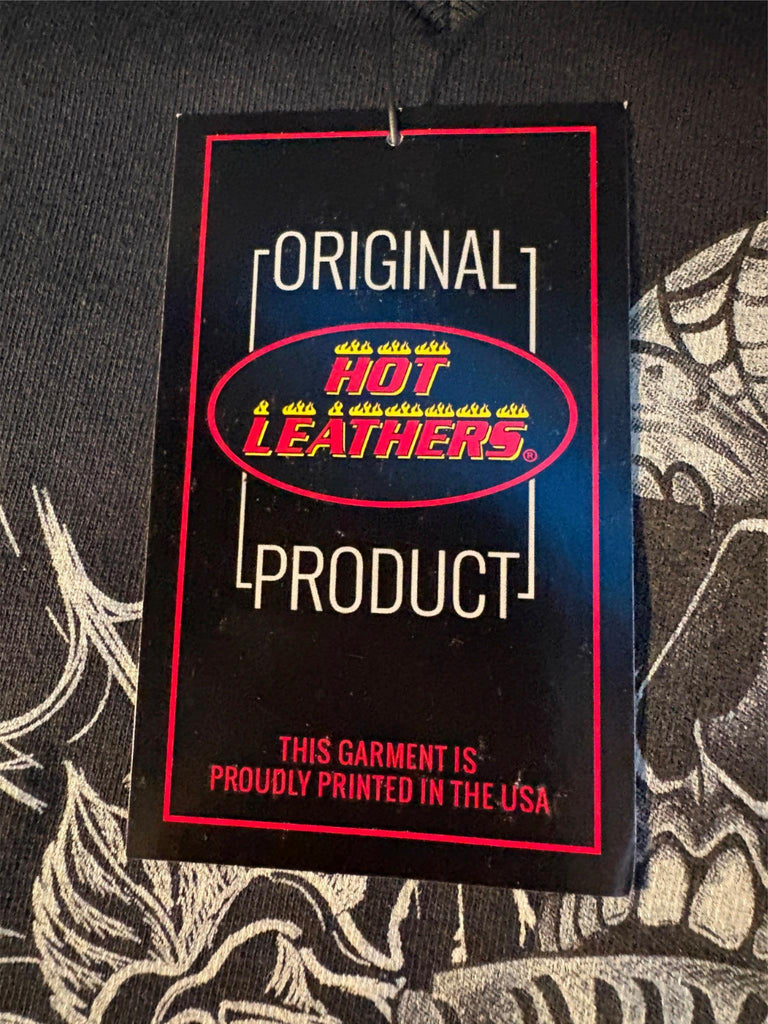 ORIGINAL
HOT
LEATHERS®
PRODUCT
THIS GARMENT IS
PROUDLY PRINTED IN THE USA